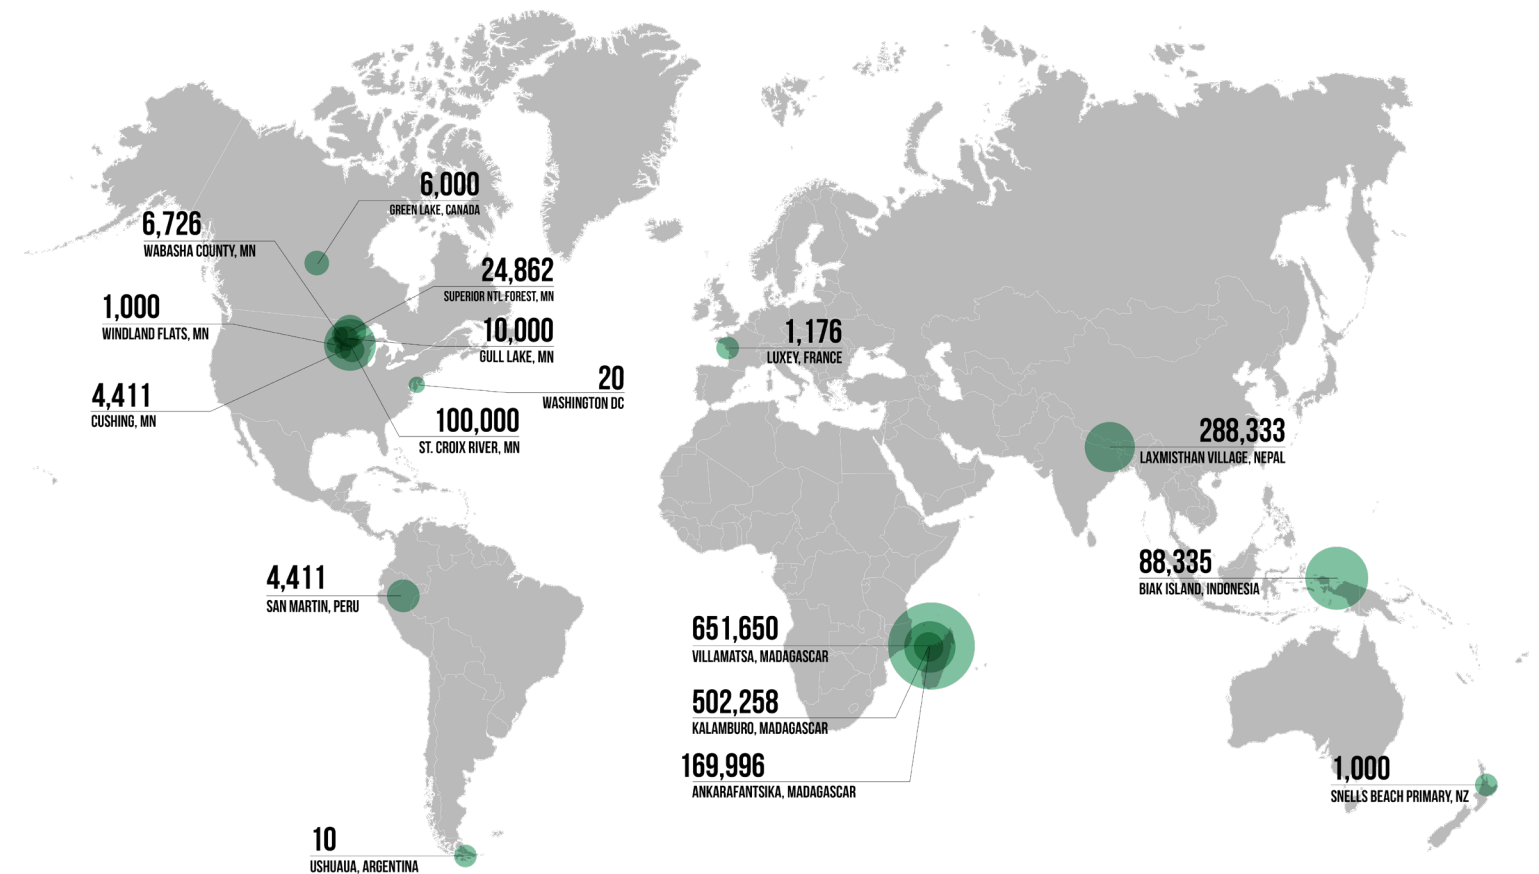 6,000
GREEN LAKE, CANADA
6,726
WABASHA COUNTY, MN
24,862
SUPERIOR NTL FOREST, MN
1,000
WINDLAND FLATS, MN
10,000
GULL LAKE, MN
1,176
LUXEY, FRANCE
20
WASHINGTON DC
4,411
CUSHING, MN
100,000
ST. CROIX RIVER, MN
288,333
LAXMISTHAN VILLAGE, NEPAL
88,335
BIAK ISLAND, INDONESIA
4,411
SAN MARTIN, PERU
651,650
VILLAMATSA, MADAGASCAR
502,258
KALAMBURO, MADAGASCAR
169,996
ANKARAFANTSIKA, MADAGASCAR
1,000
SNELLS BEACH PRIMARY, NZ
10
USHUAUA, ARGENTINA